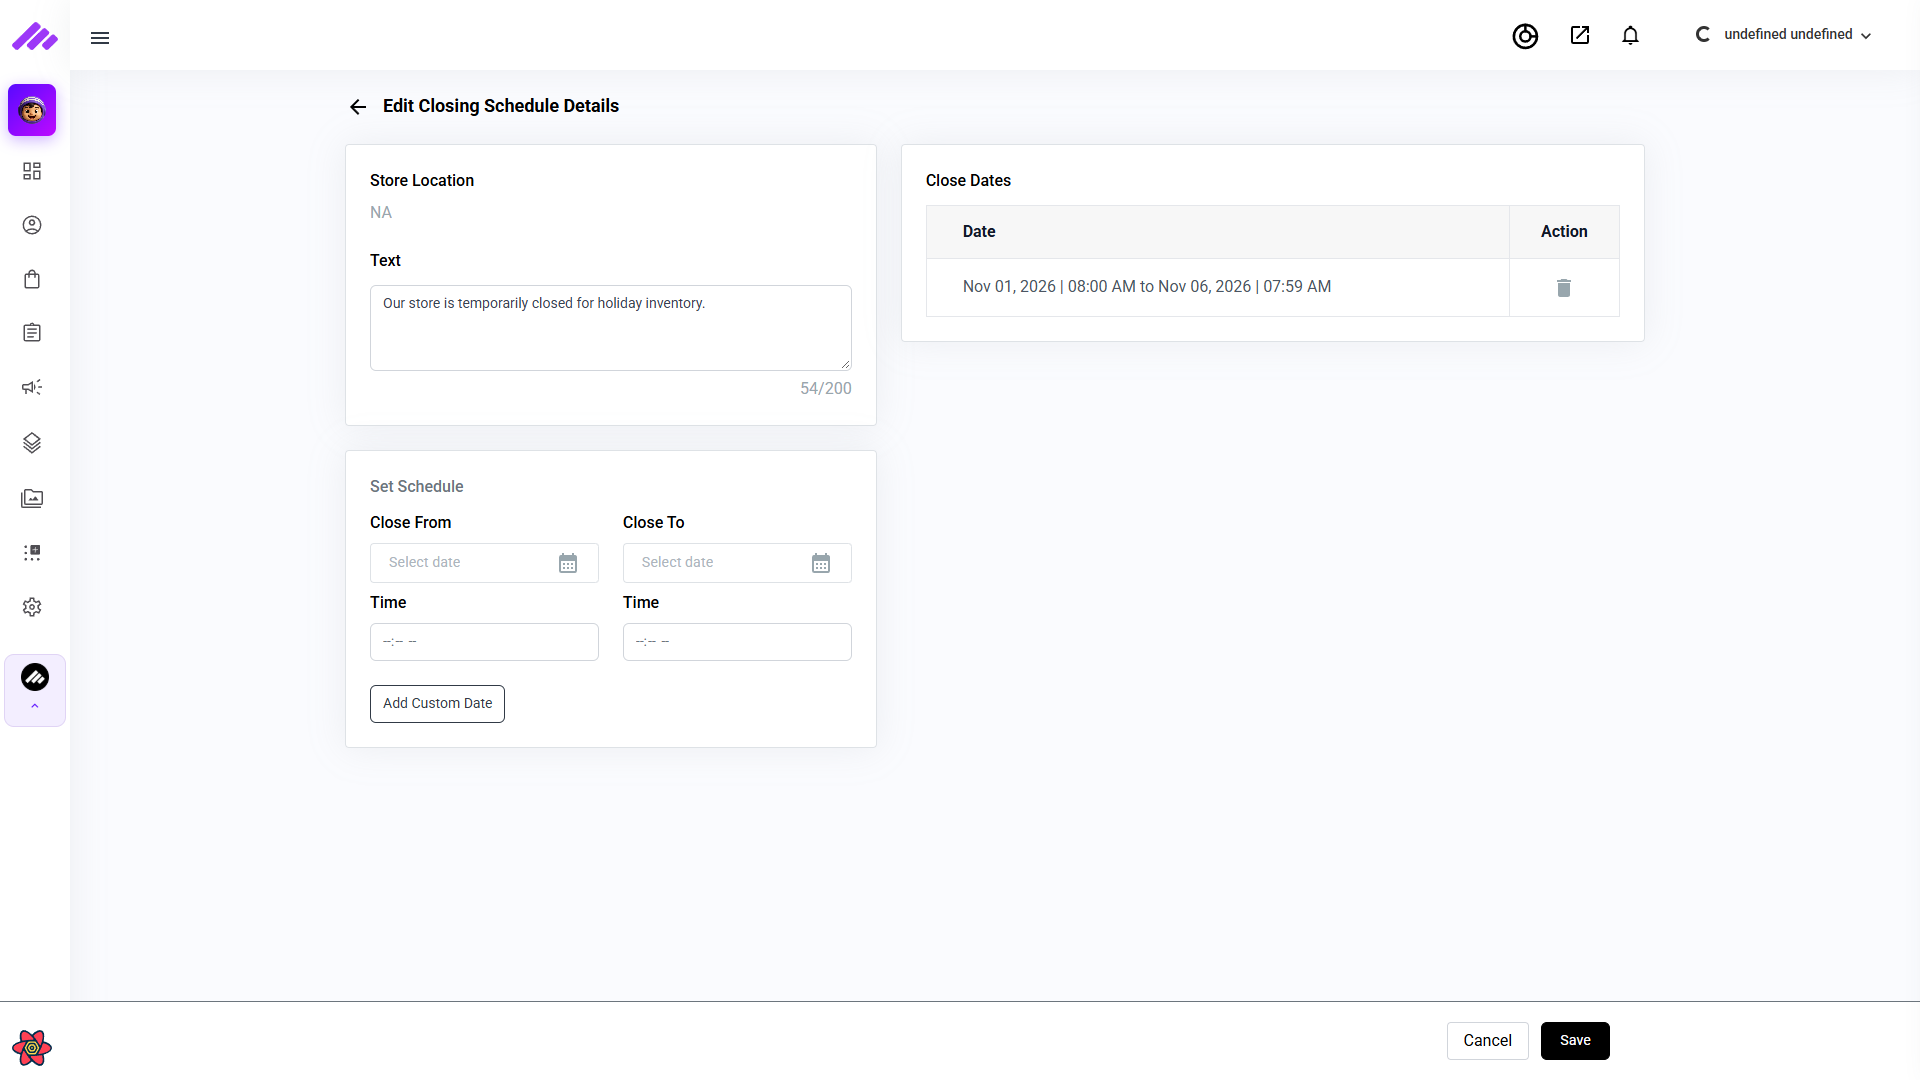 undefined undefined
Edit Closing Schedule Details
Store Location
NA
Text
Our store is temporarily closed for holiday inventory.
54/200
Set Schedule
Close From
Close To
Select date
Select date
Time
Time
--:-- --
--:-- --
Add Custom Date
Close Dates
Date
Action
Nov 01, 2026 | 08:00 AM to Nov 06, 2026 | 07:59 AM
Cancel
Save